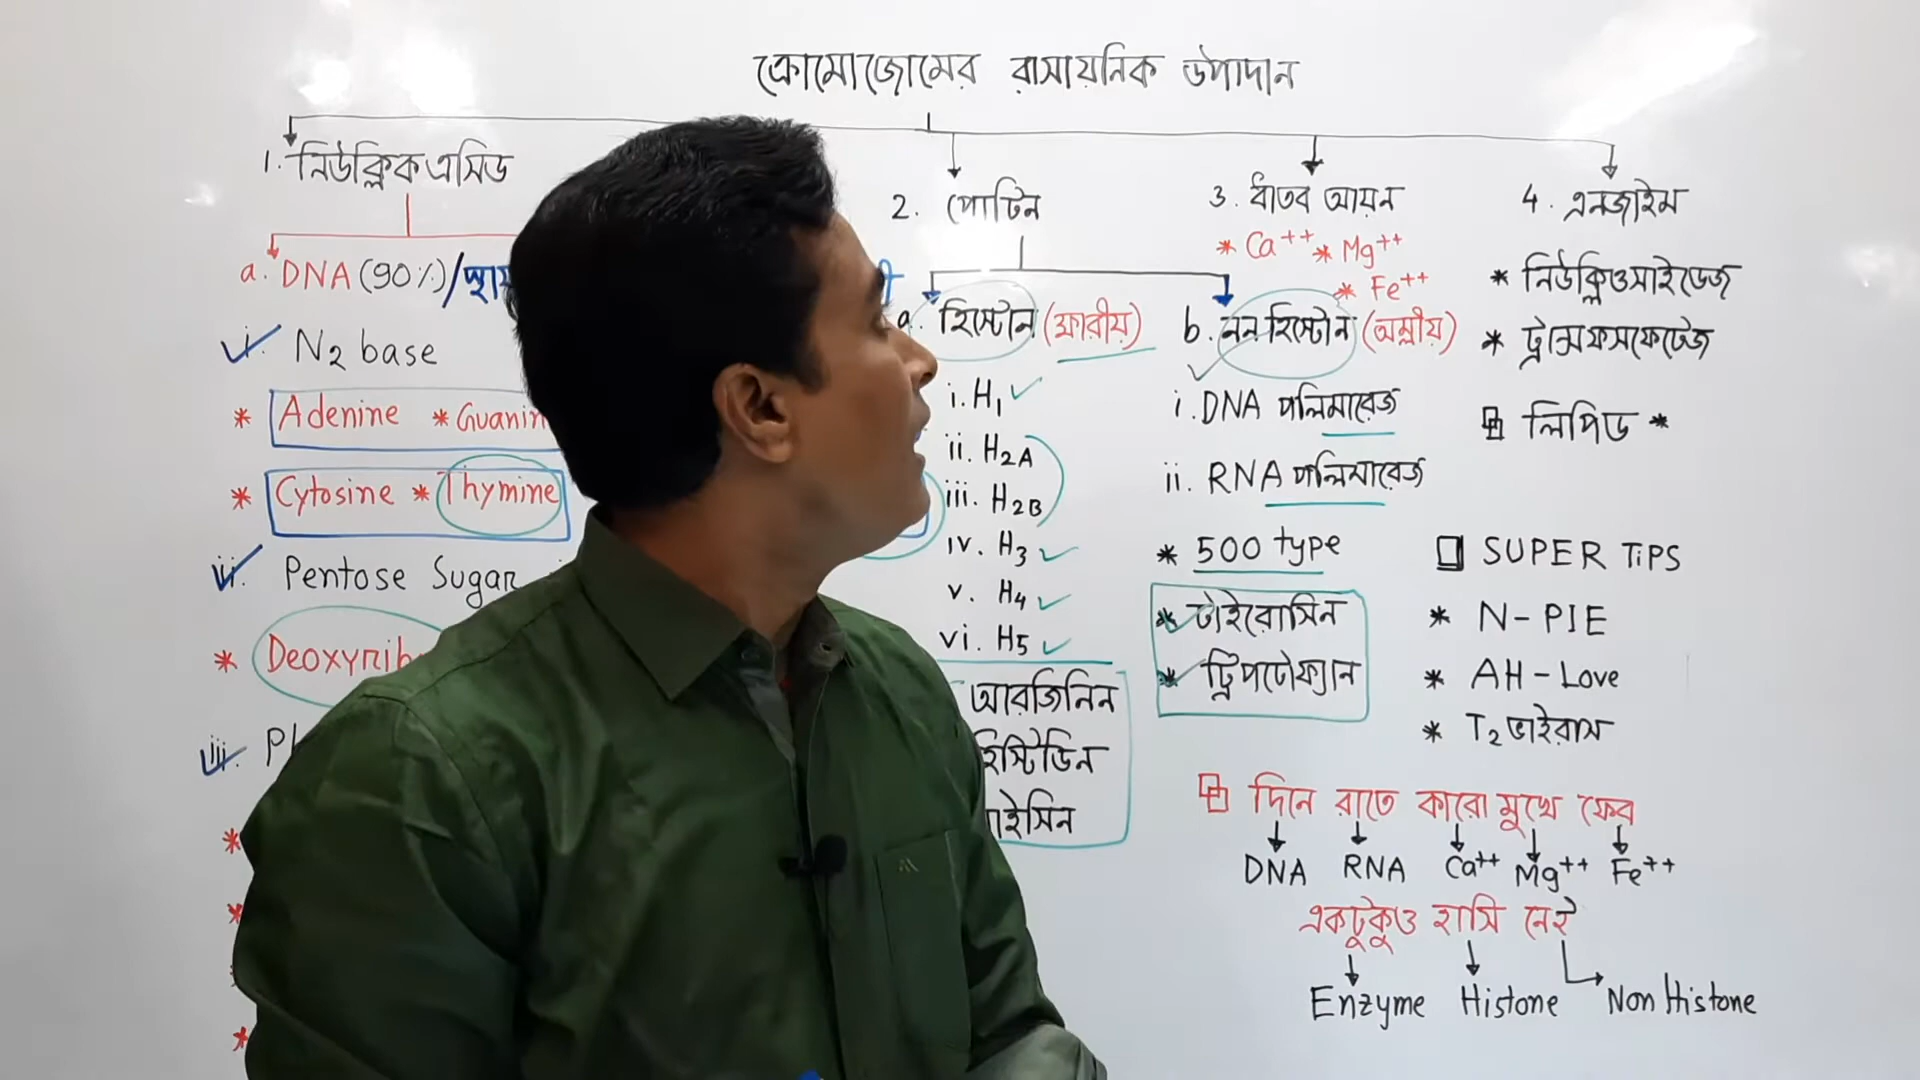 ক্রোমোজোমের রাসায়নিক উপাদান
1. নিউক্লিক এসিড
a. DNA (90%)/
i. N2 base
* Adenine * Guanin
* Cytosine * Thymine
ii. Pentose Sugar
* Deoxyrib
iii. P
2. পোটিন
a. হিস্টোন (ক্ষারীয়)
i. H1
ii. H2A
iii. H2B
iv. H3
v. H4
vi. H5
আরজিনিন
হিস্টিডিন
াইসিন
b. নন হিস্টোন (অম্লীয়)
i. DNA পলিমারেজ
ii. RNA পলিমারেজ
* 500 type
* টাইরোসিন
* ট্রিপটোফ্যান
3. ধাতব আয়ন
* Ca++ * Mg++
* Fe++
4. এনজাইম
* নিউক্লিওসাইডেজ
* ট্রান্সফসফেটেজ
লিপিড *
SUPER TiPS
* N-PIE
* AH-Love
* T2 ভাইরাস
দিনে রাতে কারো মুখে ফের
DNA RNA Ca++ Mg++ Fe++
একটুকুও হাসি নেই
Enzyme Histone Non Histone